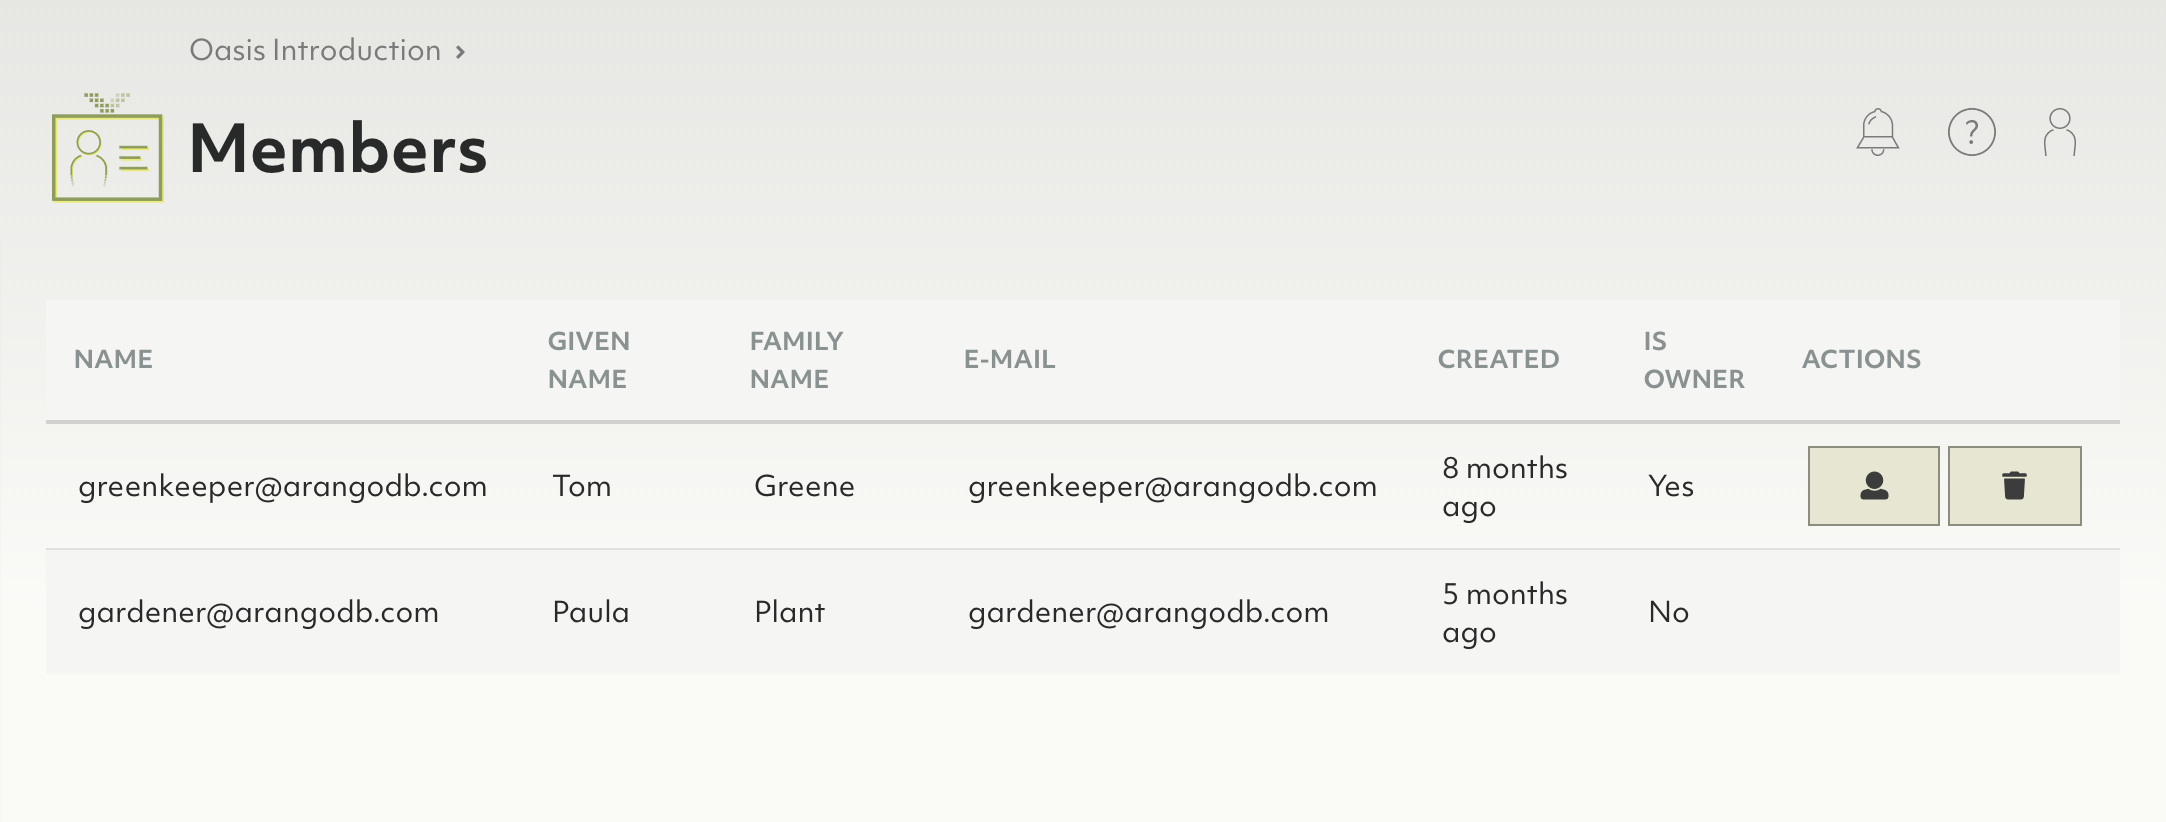 Oasis Introduction >
Members
?
NAME
GIVEN
NAME
FAMILY
NAME
E-MAIL
CREATED
IS
OWNER
ACTIONS
greenkeeper@arangodb.com
Tom
Greene
greenkeeper@arangodb.com
8 months
ago
Yes
gardener@arangodb.com
Paula
Plant
gardener@arangodb.com
5 months
ago
No